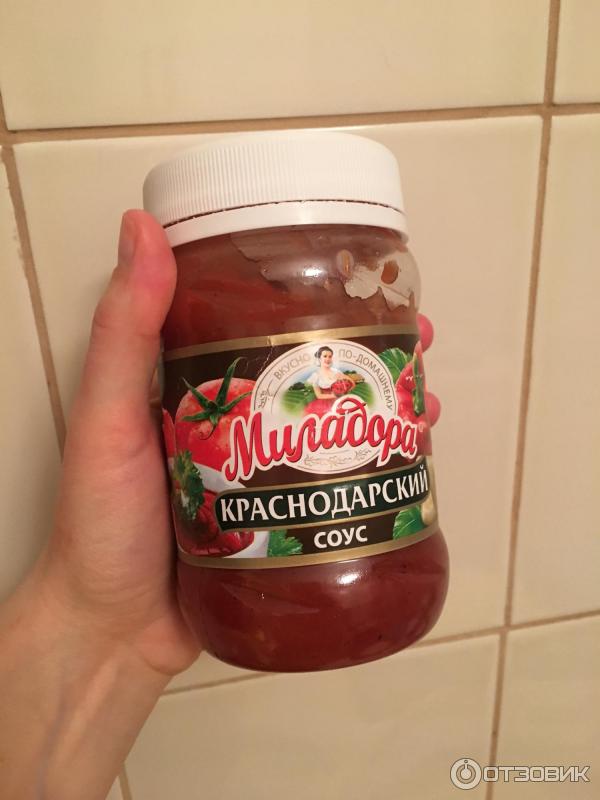 ВКУСНО ПО-ДОМАШНЕМУ
Миладора
КРАСНОДАРСКИЙ
СОУС
ОТЗОВИК